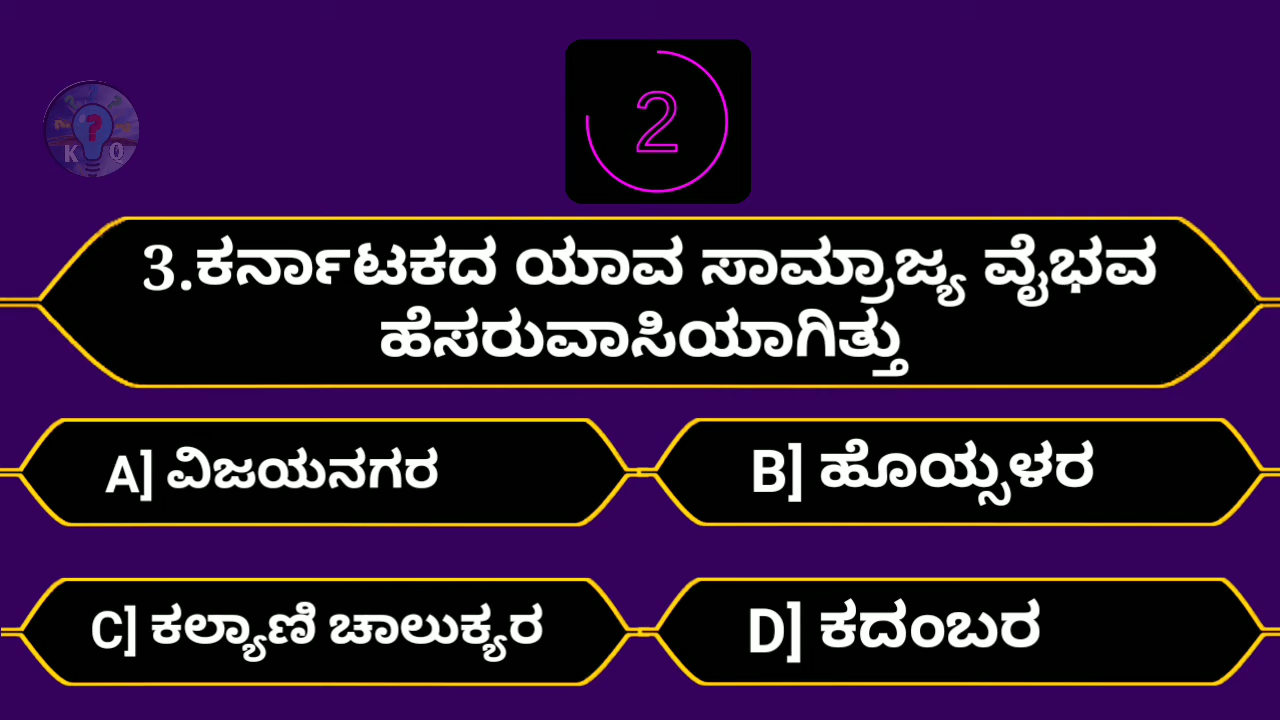 K ? Q
2
3.ಕರ್ನಾಟಕದ ಯಾವ ಸಾಮ್ರಾಜ್ಯ ವೈಭವ
ಹೆಸರುವಾಸಿಯಾಗಿತ್ತು
A] ವಿಜಯನಗರ
B] ಹೊಯ್ಸಳರ
C] ಕಲ್ಯಾಣಿ ಚಾಲುಕ್ಯರ
D] ಕದಂಬರ